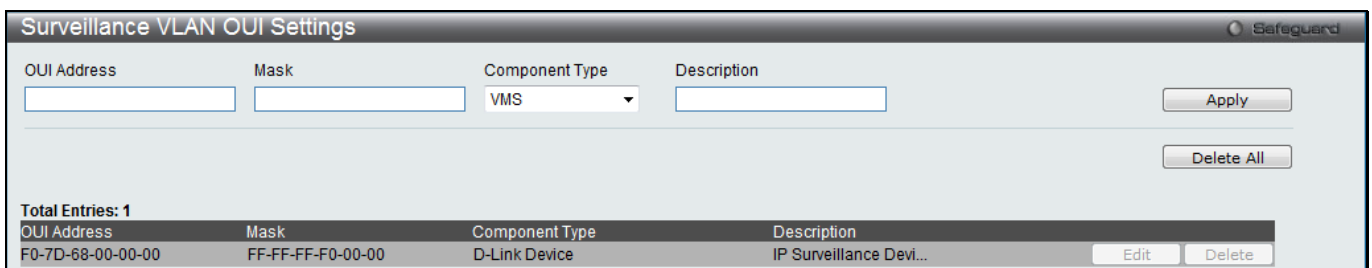 Surveillance VLAN OUI Settings
Safeguard
OUI Address Mask Component Type Description
VMS Apply
Delete All
Total Entries: 1
OUI Address Mask Component Type Description
F0-7D-68-00-00-00 FF-FF-FF-F0-00-00 D-Link Device IP Surveillance Devi... Edit Delete